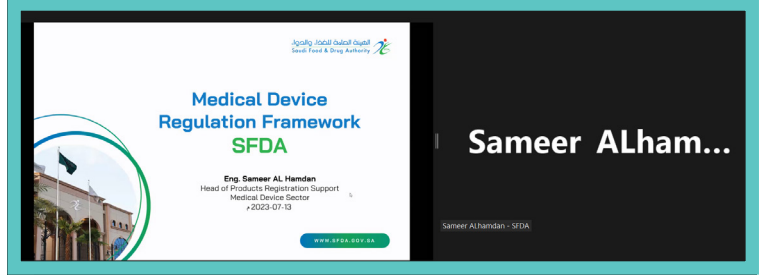 الهيئة العامة للغذاء والدواء
Saudi Food & Drug Authority
Medical Device
Regulation Framework
SFDA
Eng. Sameer AL Hamdan
Head of Products Registration Support
Medical Device Sector
2023-07-13 م
WWW.SFDA.GOV.SA
Sameer ALham...
Sameer ALhamdan - SFDA